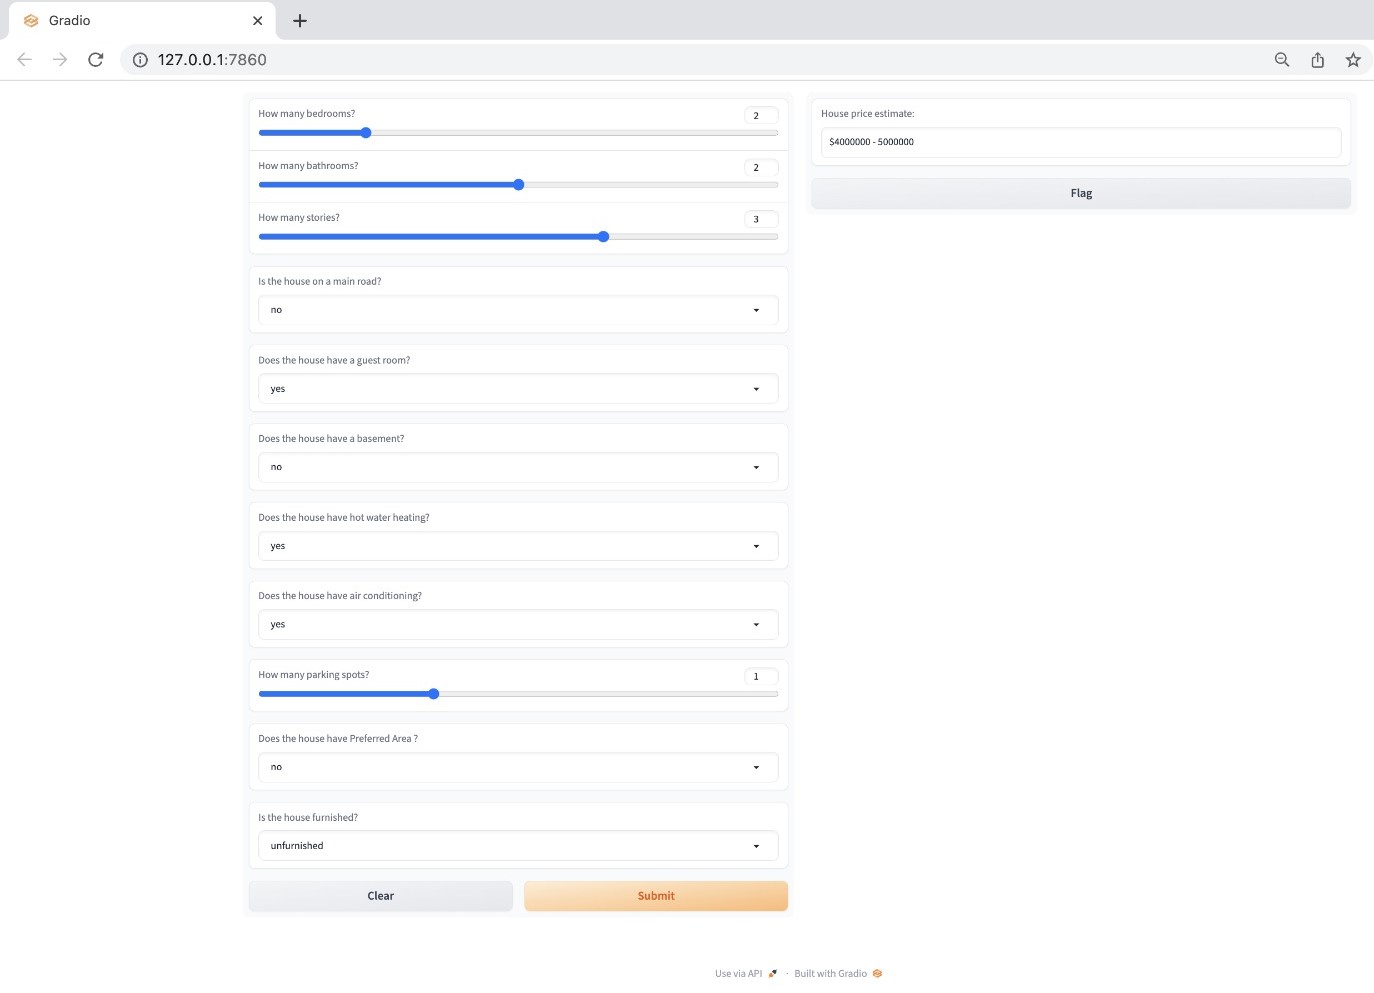 Gradio
127.0.0.1:7860
How many bedrooms?
2
How many bathrooms?
2
How many stories?
3
Is the house on a main road?
no
Does the house have a guest room?
yes
Does the house have a basement?
no
Does the house have hot water heating?
yes
Does the house have air conditioning?
yes
How many parking spots?
1
Does the house have Preferred Area ?
no
Is the house furnished?
unfurnished
Clear
Submit
House price estimate:
$4000000 - 5000000
Flag
Use via API · Built with Gradio